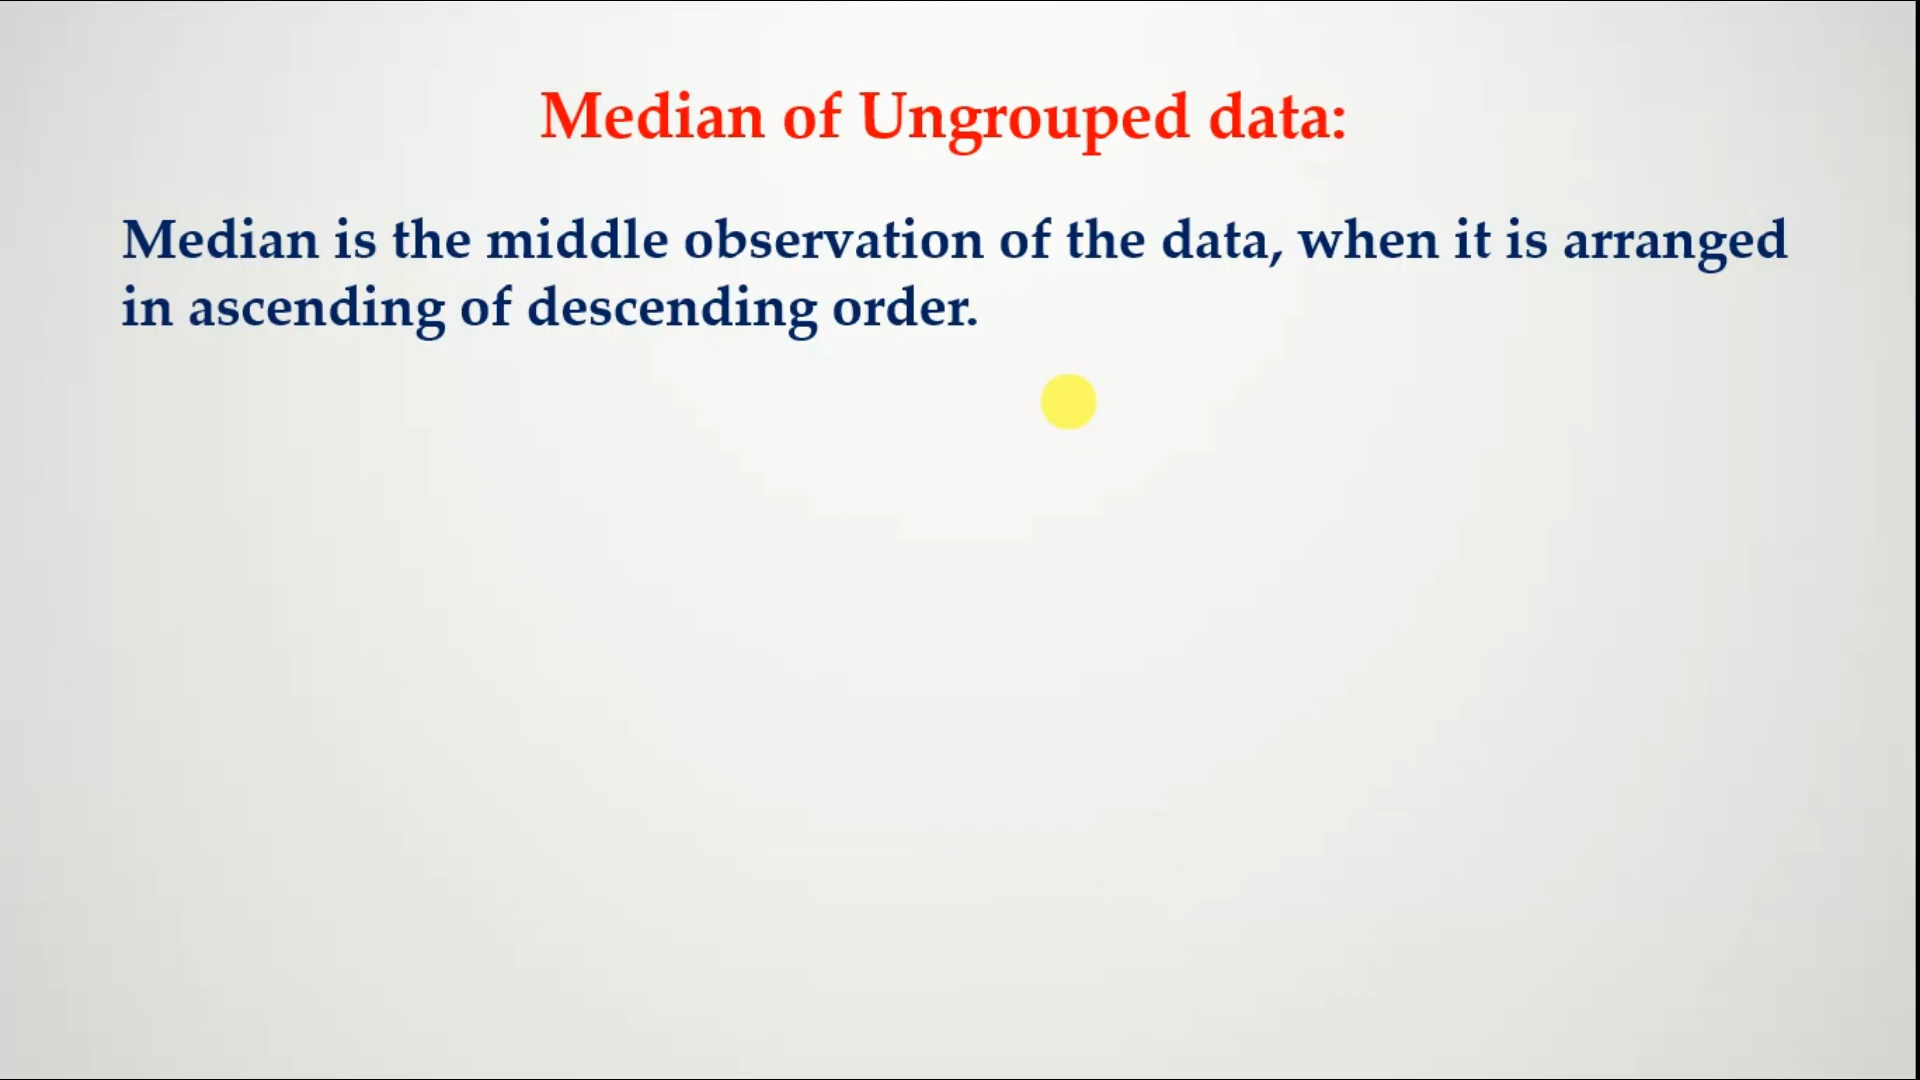 Median of Ungrouped data:
Median is the middle observation of the data, when it is arranged
in ascending of descending order.